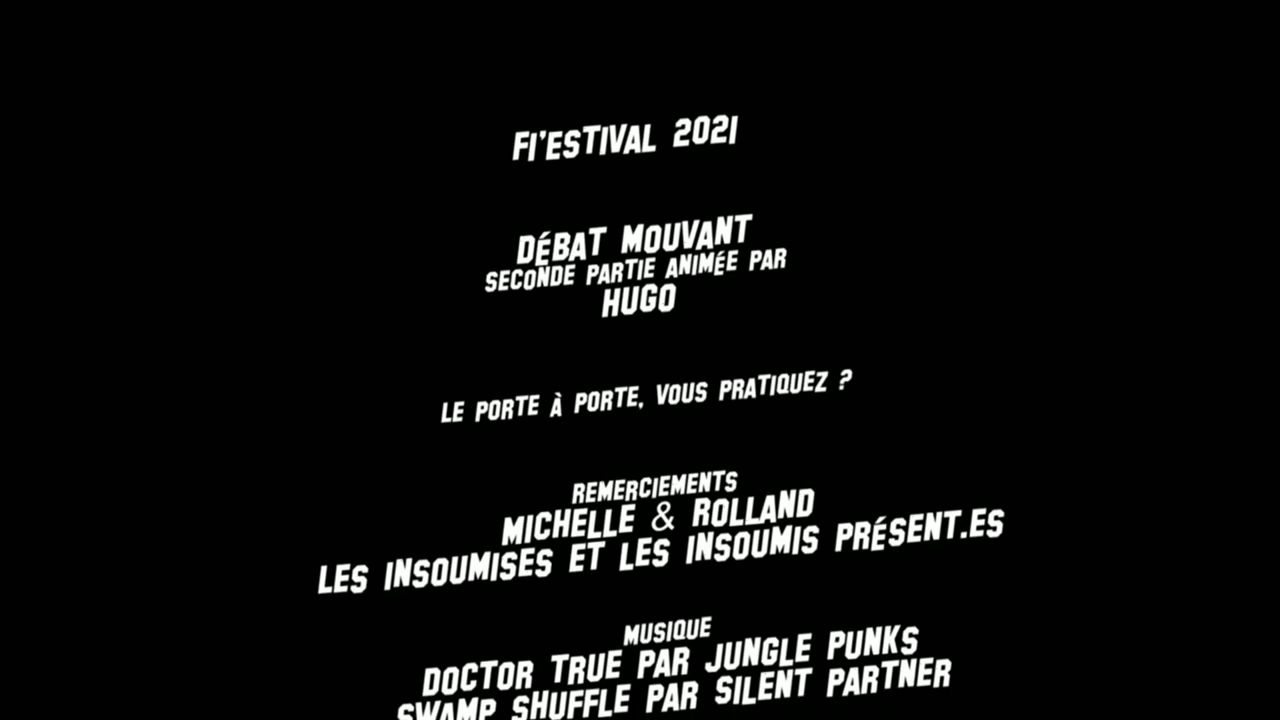 FI'ESTIVAL 2021
DÉBAT MOUVANT
SECONDE PARTIE ANIMÉE PAR
HUGO
LE PORTE À PORTE, VOUS PRATIQUEZ ?
REMERCIEMENTS
MICHELLE & ROLLAND
LES INSOUMISES ET LES INSOUMIS PRÉSENT.ES
MUSIQUE
DOCTOR TRUE PAR JUNGLE PUNKS
SWAMP SHUFFLE PAR SILENT PARTNER